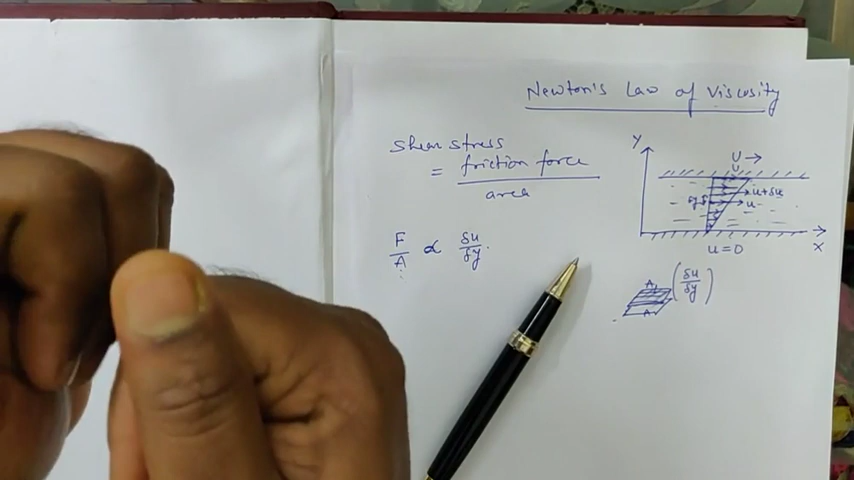 Newton's Law of Viscosity
shear stress
= friction force
area
F/A ∝ δu/δy.
Y
U →
U
u+δu
δy
u
X
u=0
A
(δu/δy)
A